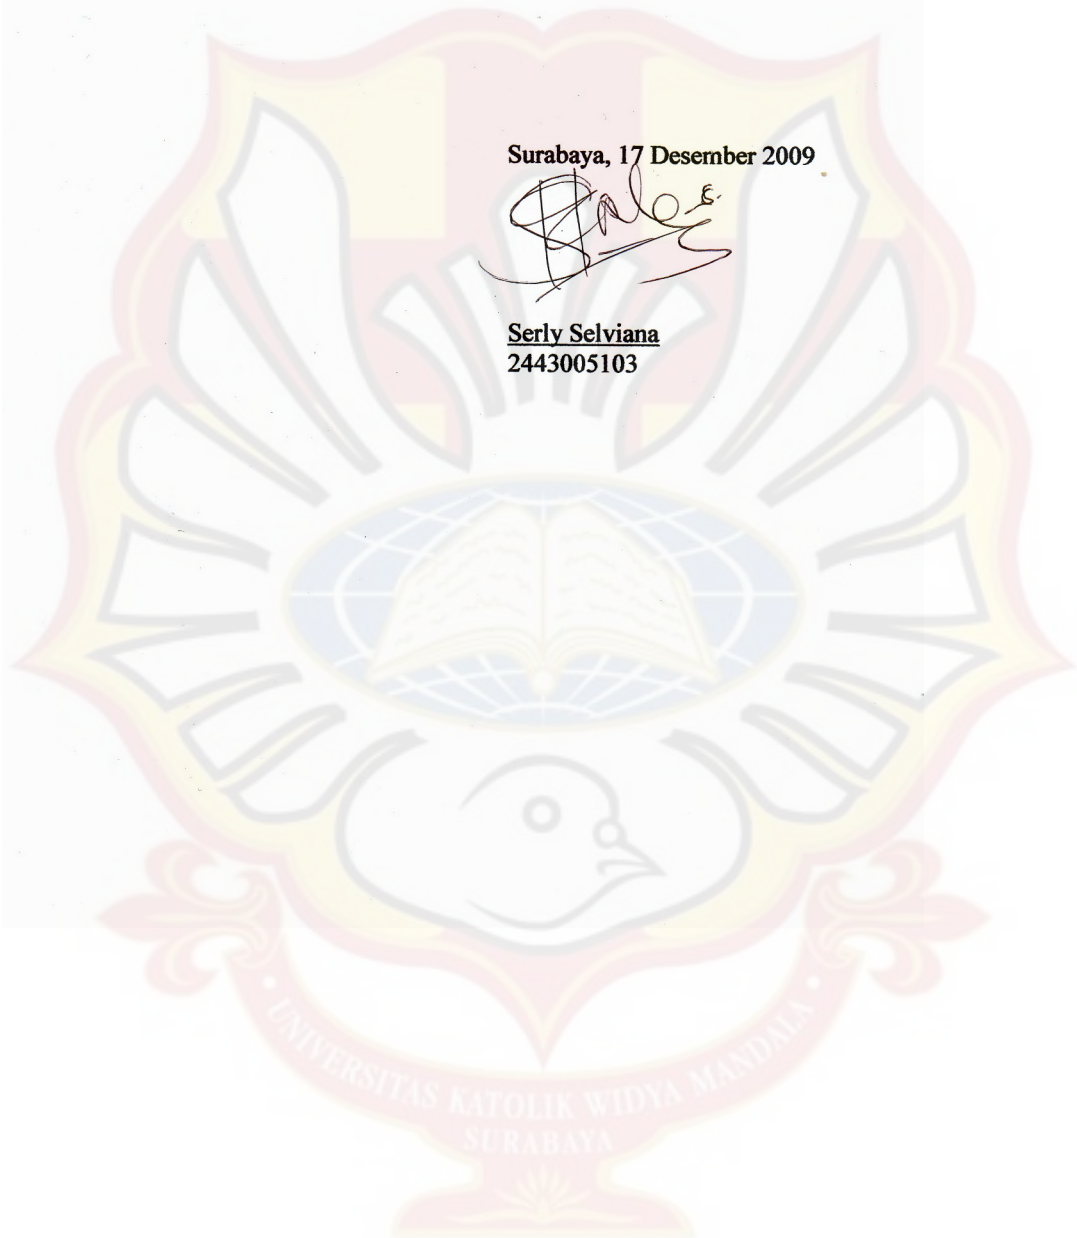 Surabaya, 17 Desember 2009
Serly Selviana
2443005103
UNIVERSITAS KATOLIK WIDYA MANDALA
SURABAYA